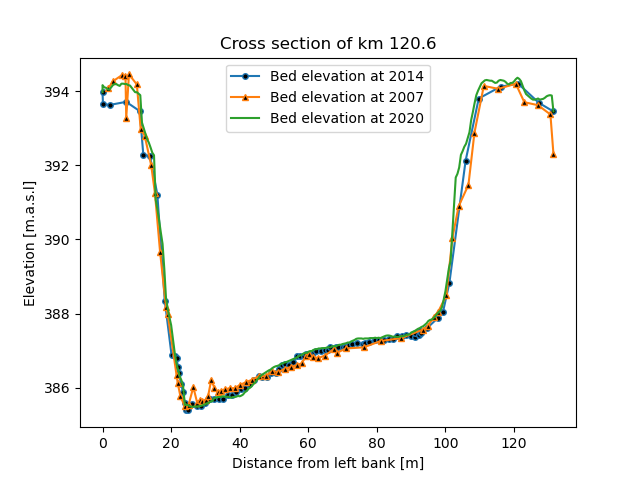 Cross section of km 120.6
Bed elevation at 2014
Bed elevation at 2007
Bed elevation at 2020
Elevation [m.a.s.l]
394
392
390
388
386
0 20 40 60 80 100 120
Distance from left bank [m]